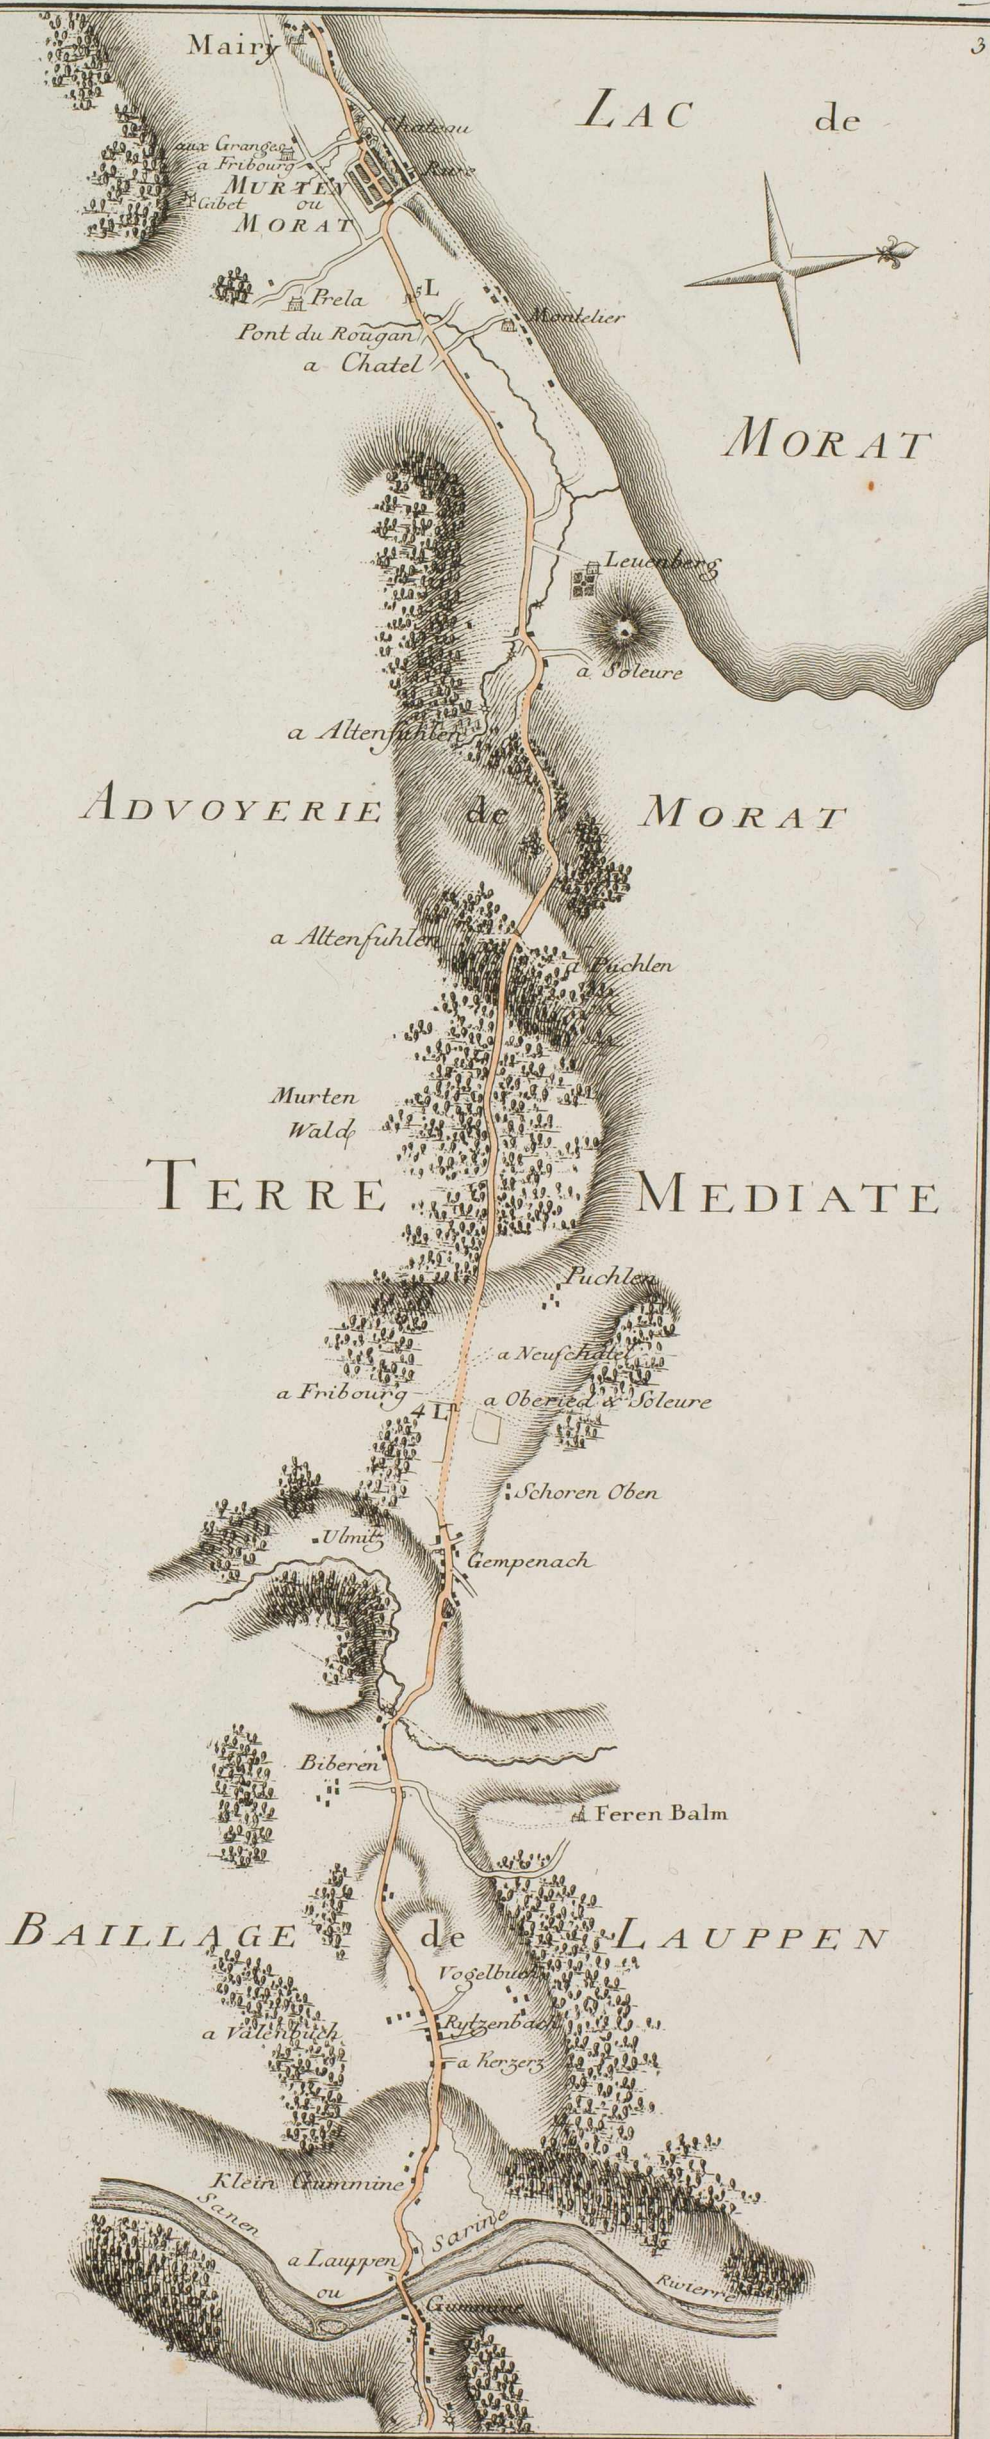 3
Mairÿ
LAC de
Chateau
aux Granges
a Fribourg
Rive
MURTEN
ou
Gibet
MORAT
5L
Prela
Montelier
Pont du Rougan
a Chatel
MORAT
Leuenberg
a Soleure
a Altenfuhlen
ADVOYERIE de MORAT
a Altenfuhlen
a Puchlen
Murten
Wald
TERRE MEDIATE
Puchlen
a Neufchatel
a Fribourg
a Oberied & Soleure
4 L
Schoren Oben
Ulmitz
Gempenach
Biberen
Feren Balm
BAILLAGE de LAUPPEN
Vogelbuch
Rytzenbach
a Valenbuch
a Kerzerz
Klein Gummine
Sanen
Sarine
a Lauppen
ou
Rivierre
Gummine